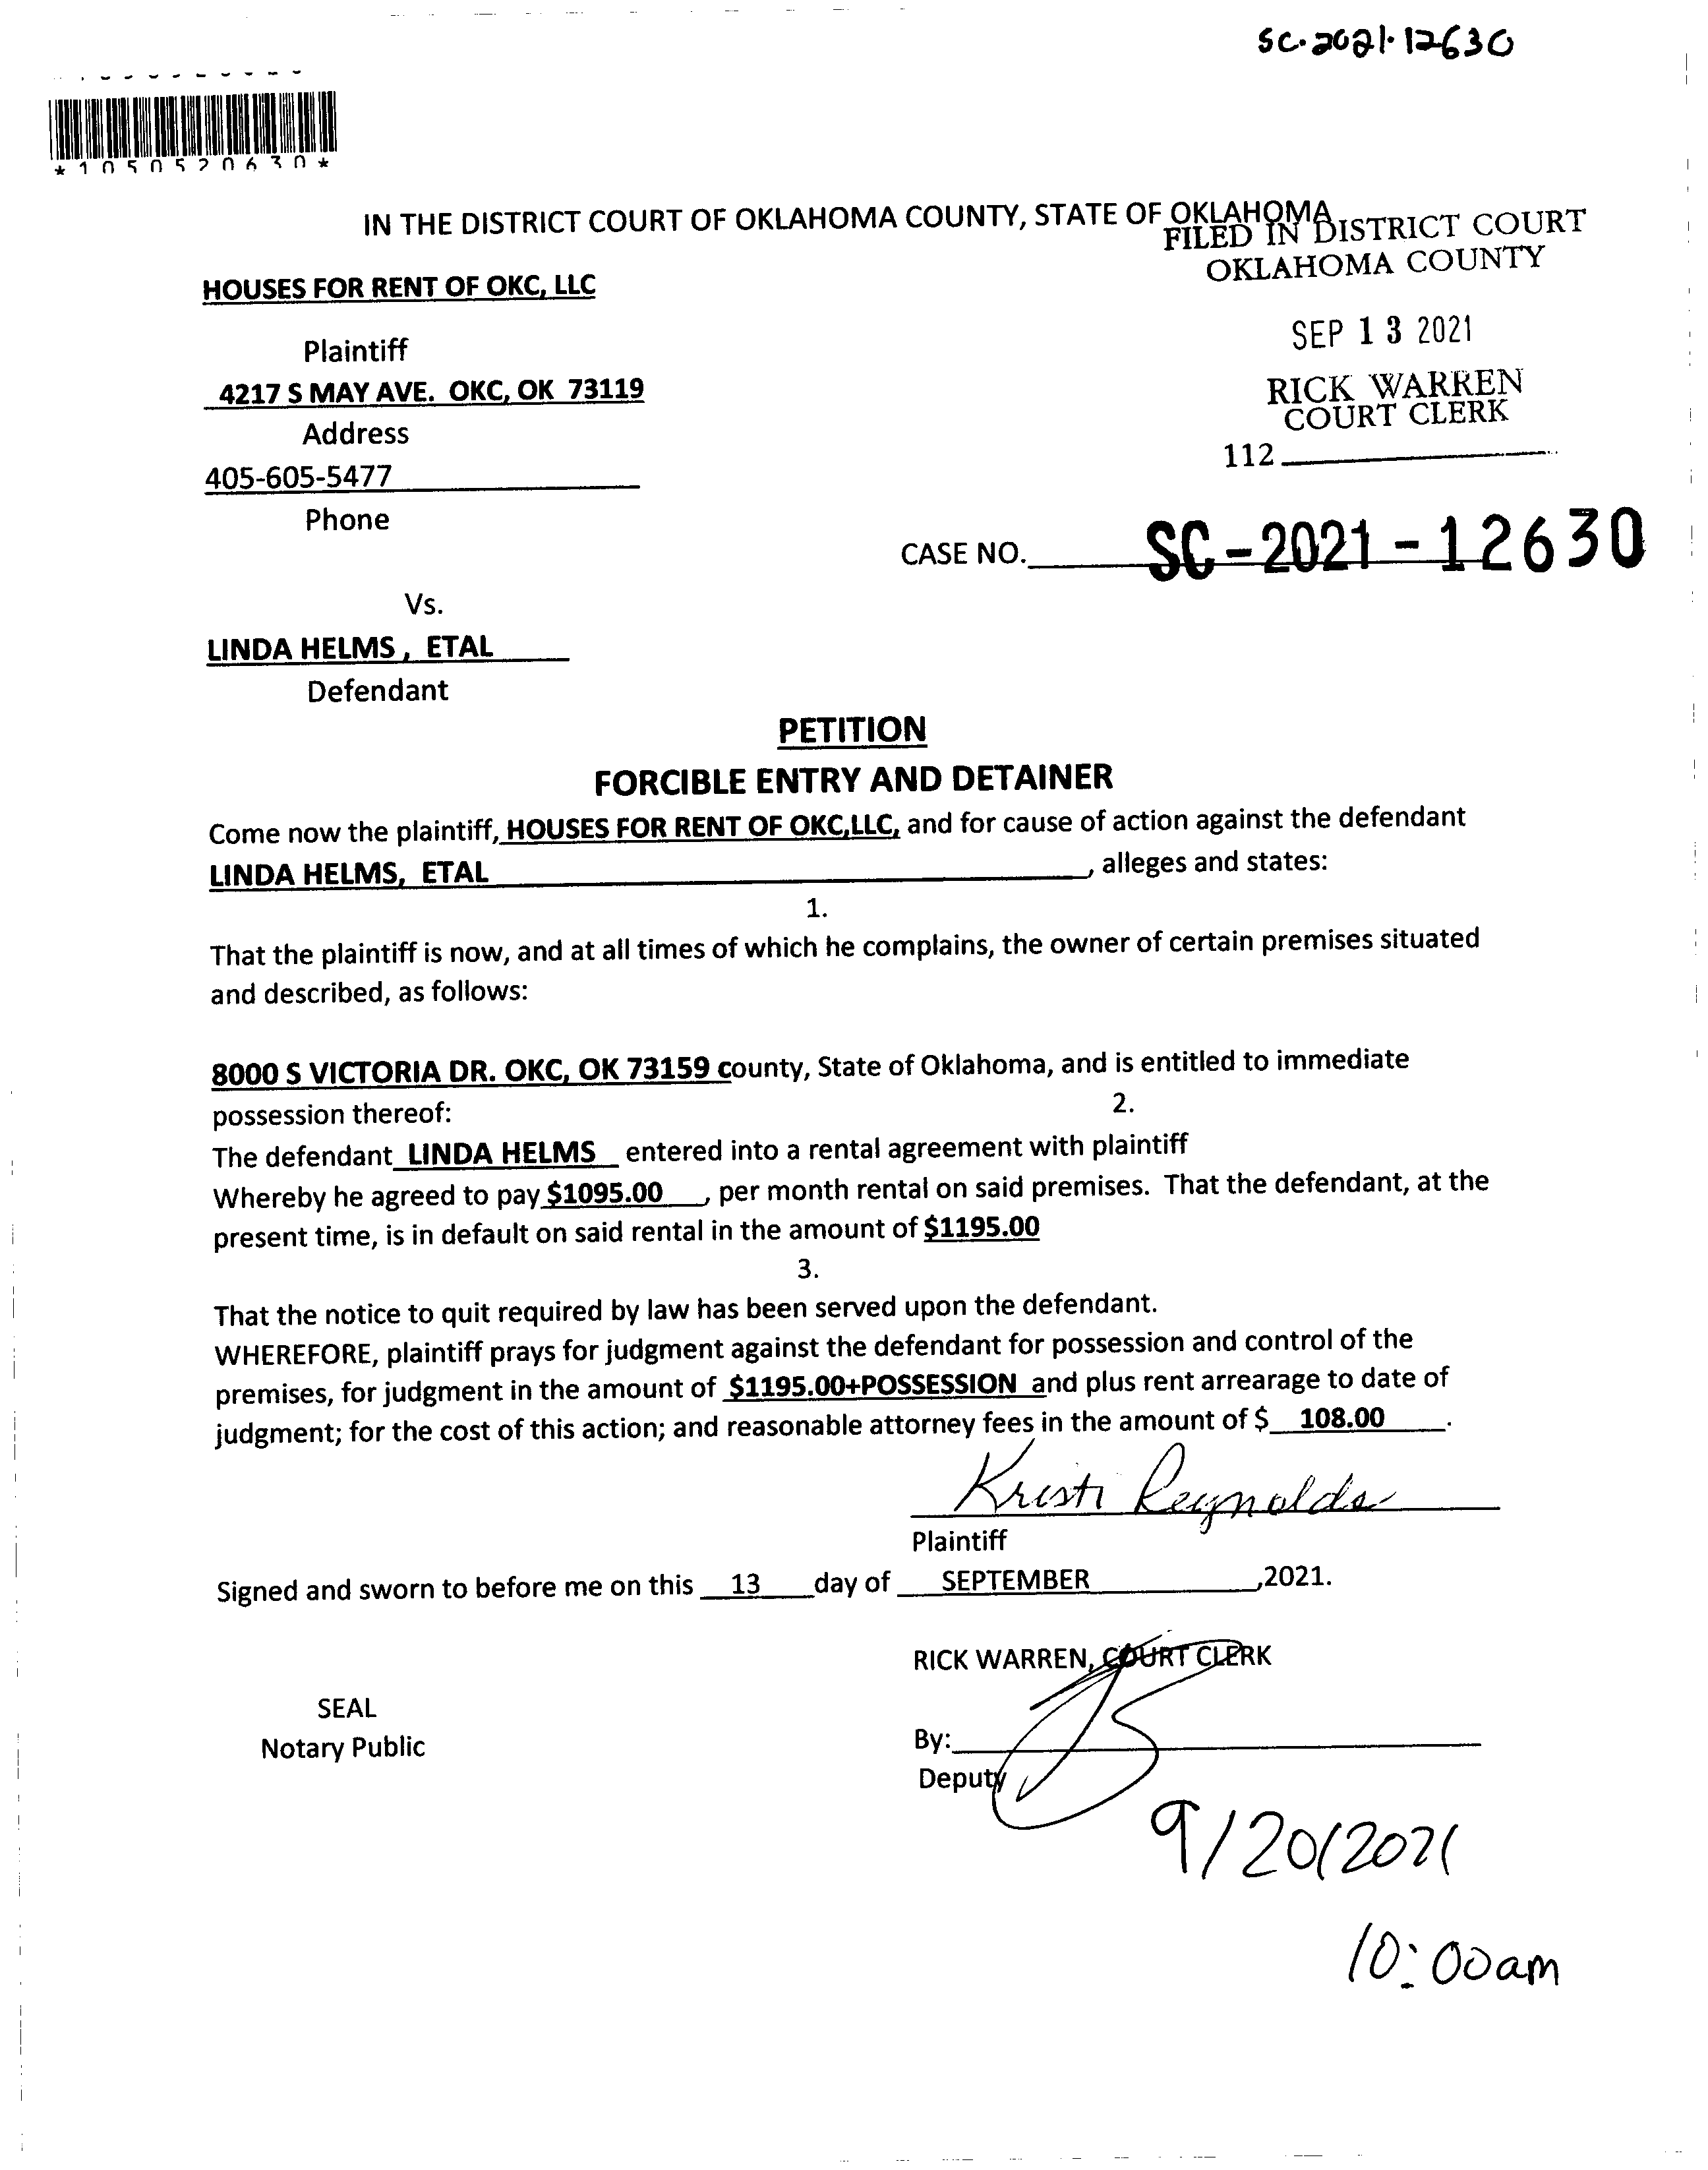 SC-2021-12630
*1050520630*
IN THE DISTRICT COURT OF OKLAHOMA COUNTY, STATE OF OKLAHOMA
FILED IN DISTRICT COURT
OKLAHOMA COUNTY
HOUSES FOR RENT OF OKC, LLC
SEP 13 2021
Plaintiff
RICK WARREN
4217 S MAY AVE. OKC, OK 73119
COURT CLERK
Address
112
405-605-5477
Phone
CASE NO. SC-2021-12630
Vs.
LINDA HELMS , ETAL
Defendant
PETITION
FORCIBLE ENTRY AND DETAINER
Come now the plaintiff, HOUSES FOR RENT OF OKC,LLC, and for cause of action against the defendant
LINDA HELMS, ETAL , alleges and states:
1.
That the plaintiff is now, and at all times of which he complains, the owner of certain premises situated
and described, as follows:
8000 S VICTORIA DR. OKC, OK 73159 county, State of Oklahoma, and is entitled to immediate
possession thereof:
2.
The defendant LINDA HELMS entered into a rental agreement with plaintiff
Whereby he agreed to pay $1095.00 , per month rental on said premises. That the defendant, at the
present time, is in default on said rental in the amount of $1195.00
3.
That the notice to quit required by law has been served upon the defendant.
WHEREFORE, plaintiff prays for judgment against the defendant for possession and control of the
premises, for judgment in the amount of $1195.00+POSSESSION and plus rent arrearage to date of
judgment; for the cost of this action; and reasonable attorney fees in the amount of $ 108.00 .
Kristi Reynolds
Plaintiff
Signed and sworn to before me on this 13 day of SEPTEMBER ,2021.
RICK WARREN, COURT CLERK
SEAL
Notary Public
By:
Deputy
9/20/2021
10:00am